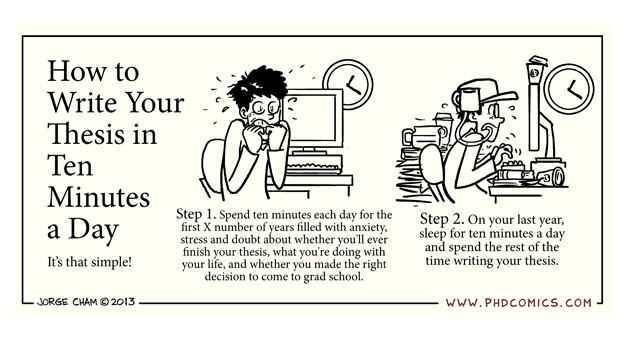 How to
Write Your
Thesis in
Ten
Minutes
a Day
It's that simple!
Step 1. Spend ten minutes each day for the
first X number of years filled with anxiety,
stress and doubt about whether you'll ever
finish your thesis, what you're doing with
your life, and whether you made the right
decision to come to grad school.
Step 2. On your last year,
sleep for ten minutes a day
and spend the rest of the
time writing your thesis.
JORGE CHAM © 2013
WWW.PHDCOMICS.COM